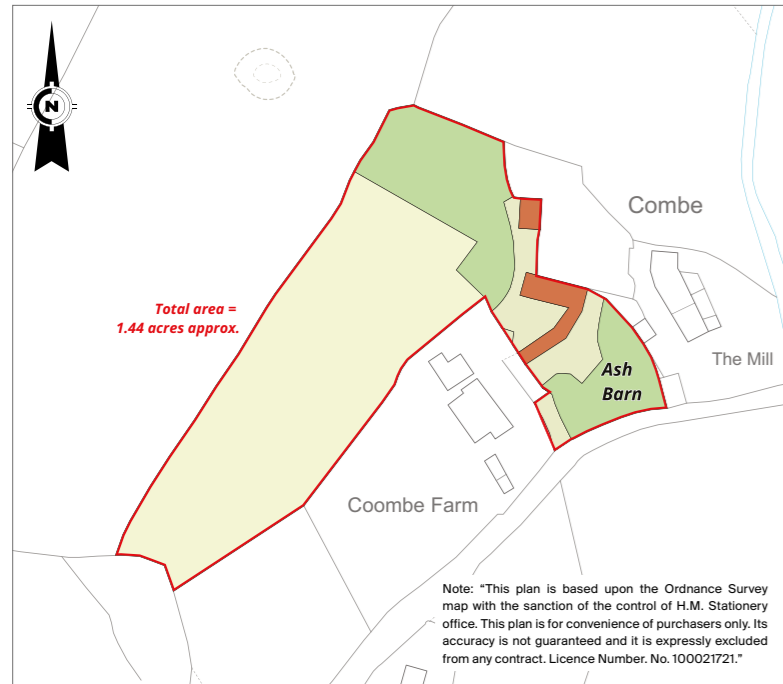 N
Combe
Total area =
1.44 acres approx.
The Mill
Ash
Barn
Coombe Farm
Note: “This plan is based upon the Ordnance Survey
map with the sanction of the control of H.M. Stationery
office. This plan is for convenience of purchasers only. Its
accuracy is not guaranteed and it is expressly excluded
from any contract. Licence Number. No. 100021721.”